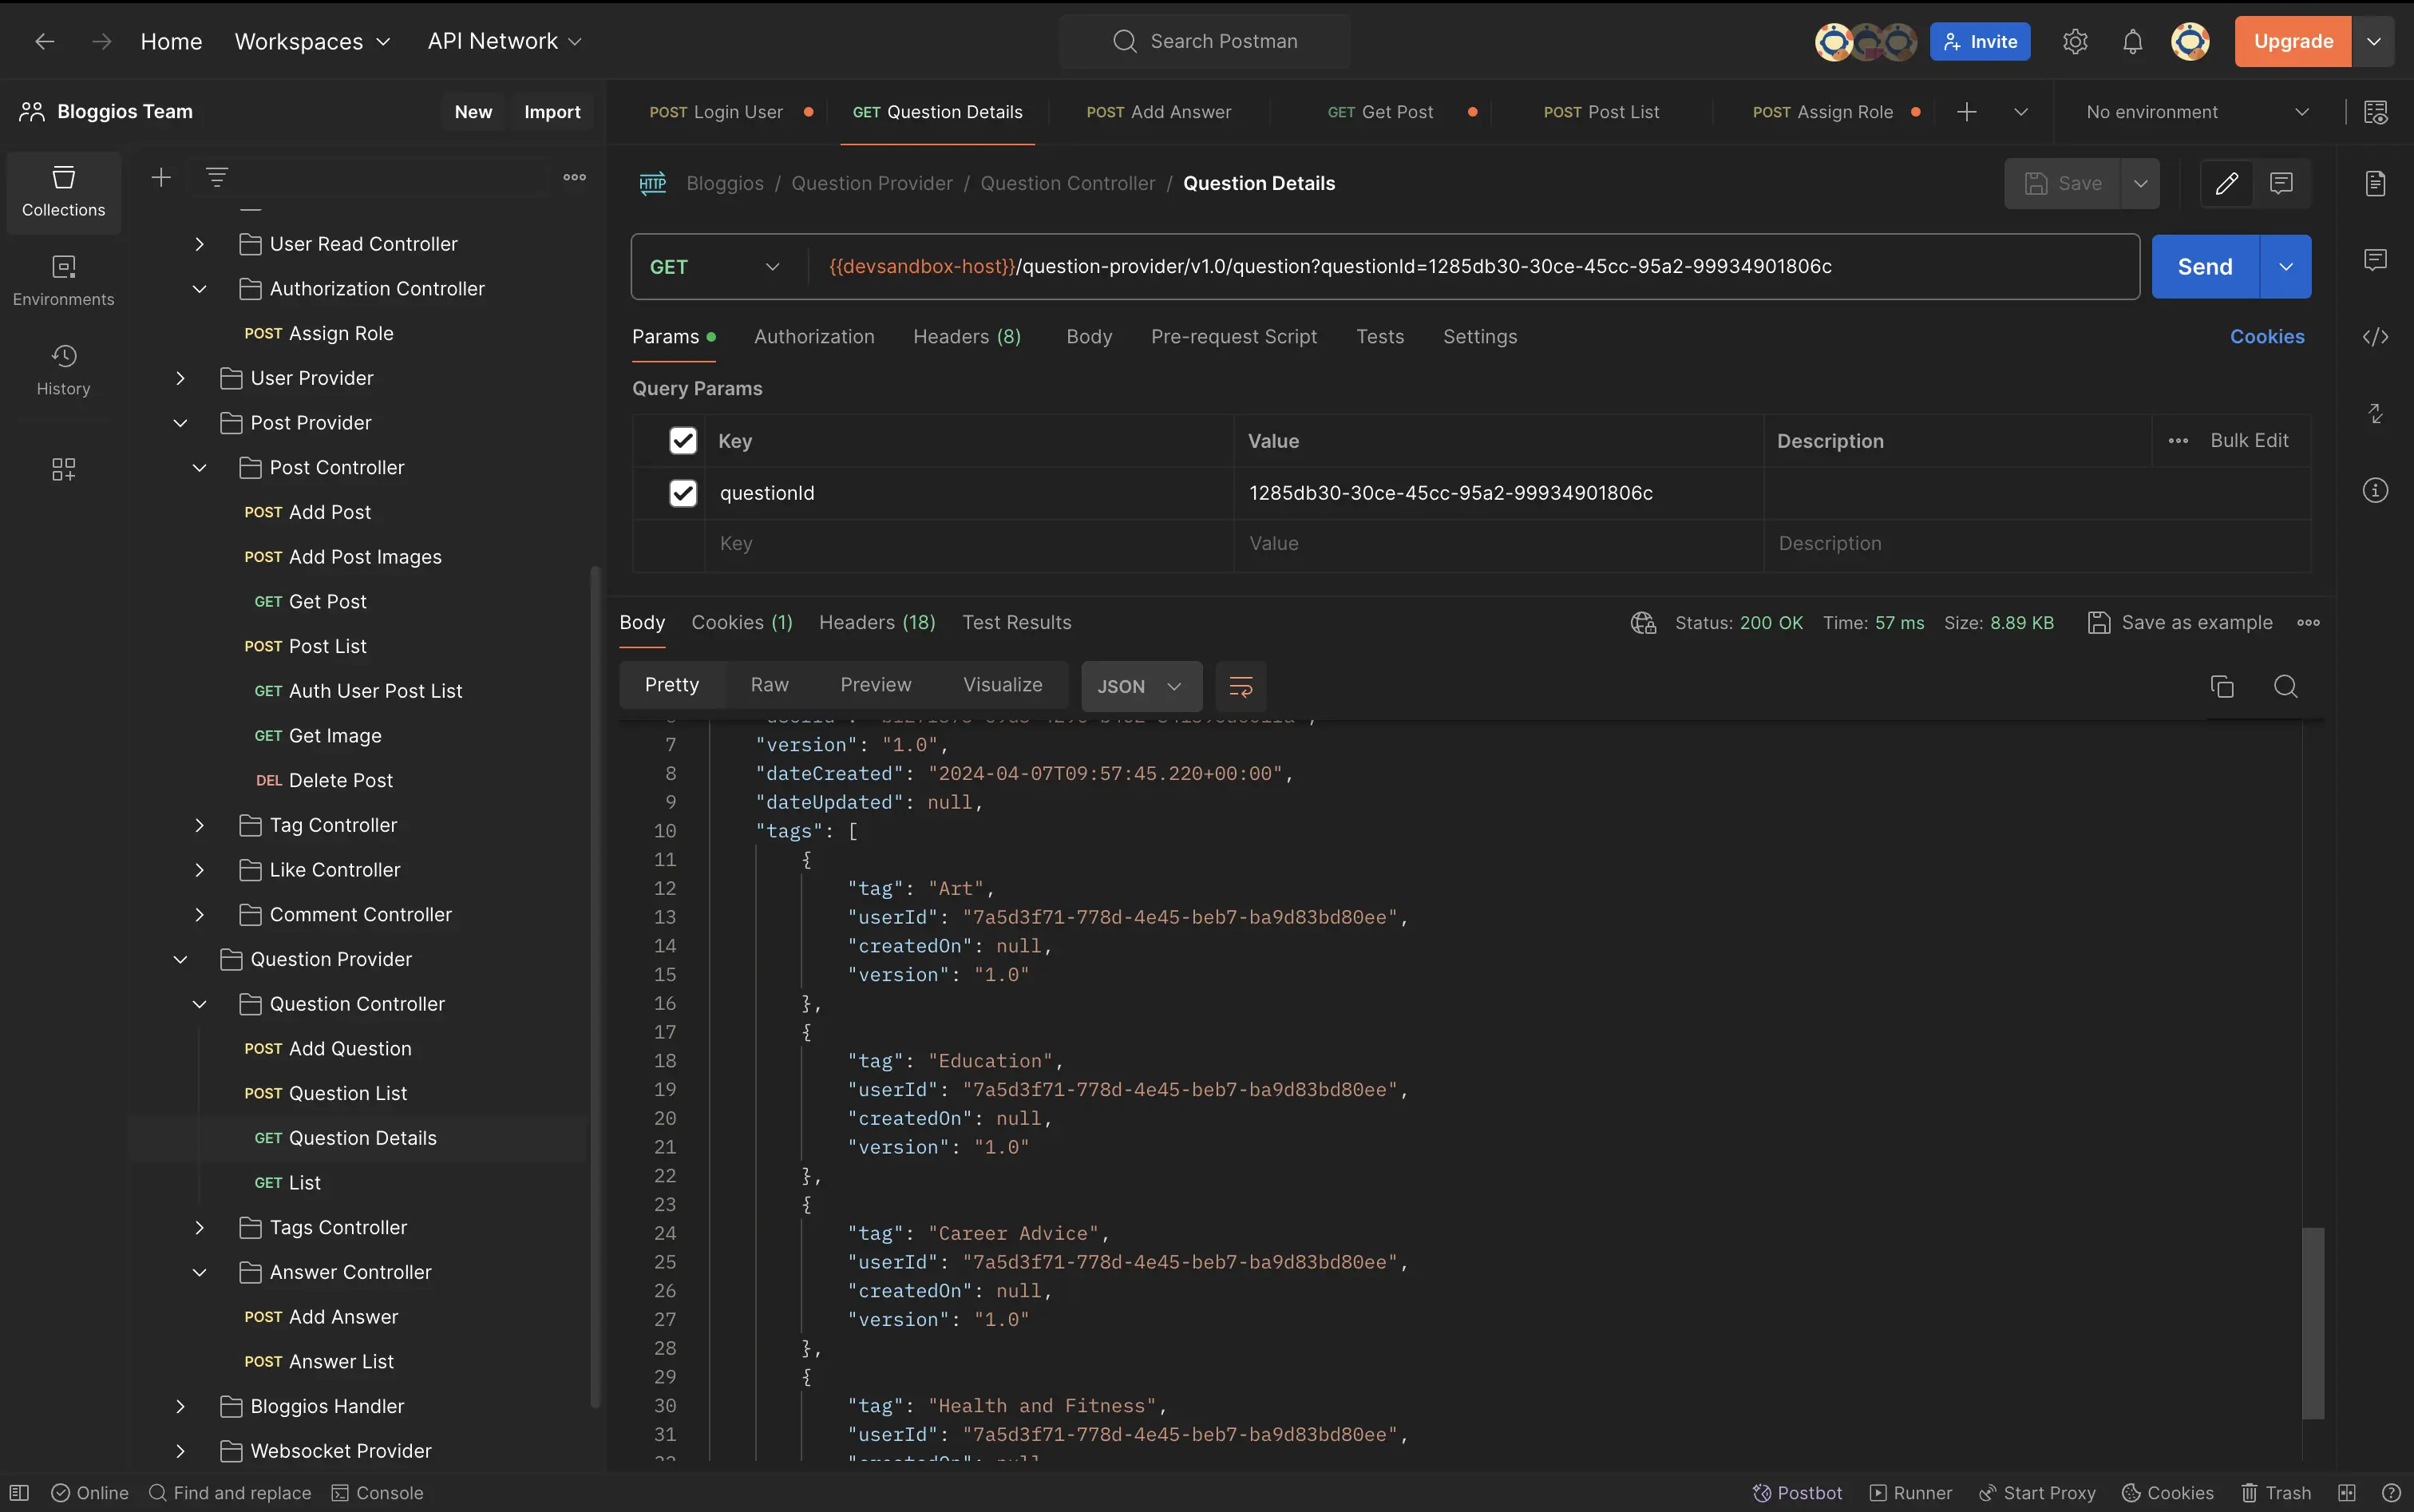 Home Workspaces API Network Search Postman Invite Upgrade
Bloggios Team New Import
POST Login User GET Question Details POST Add Answer GET Get Post POST Post List POST Assign Role No environment
Collections
Environments
History
User Read Controller
Authorization Controller
POST Assign Role
User Provider
Post Provider
Post Controller
POST Add Post
POST Add Post Images
GET Get Post
POST Post List
GET Auth User Post List
GET Get Image
DEL Delete Post
Tag Controller
Like Controller
Comment Controller
Question Provider
Question Controller
POST Add Question
POST Question List
GET Question Details
GET List
Tags Controller
Answer Controller
POST Add Answer
POST Answer List
Bloggios Handler
Websocket Provider
HTTP Bloggios / Question Provider / Question Controller / Question Details Save
GET {{devsandbox-host}}/question-provider/v1.0/question?questionId=1285db30-30ce-45cc-95a2-99934901806c Send
Params Authorization Headers (8) Body Pre-request Script Tests Settings Cookies
Query Params
Key Value Description Bulk Edit
questionId 1285db30-30ce-45cc-95a2-99934901806c
Key Value Description
Body Cookies (1) Headers (18) Test Results Status: 200 OK Time: 57 ms Size: 8.89 KB Save as example
Pretty Raw Preview Visualize JSON
7 "version": "1.0",
8 "dateCreated": "2024-04-07T09:57:45.220+00:00",
9 "dateUpdated": null,
10 "tags": [
11 {
12 "tag": "Art",
13 "userId": "7a5d3f71-778d-4e45-beb7-ba9d83bd80ee",
14 "createdOn": null,
15 "version": "1.0"
16 },
17 {
18 "tag": "Education",
19 "userId": "7a5d3f71-778d-4e45-beb7-ba9d83bd80ee",
20 "createdOn": null,
21 "version": "1.0"
22 },
23 {
24 "tag": "Career Advice",
25 "userId": "7a5d3f71-778d-4e45-beb7-ba9d83bd80ee",
26 "createdOn": null,
27 "version": "1.0"
28 },
29 {
30 "tag": "Health and Fitness",
31 "userId": "7a5d3f71-778d-4e45-beb7-ba9d83bd80ee",
Online Find and replace Console Postbot Runner Start Proxy Cookies Trash